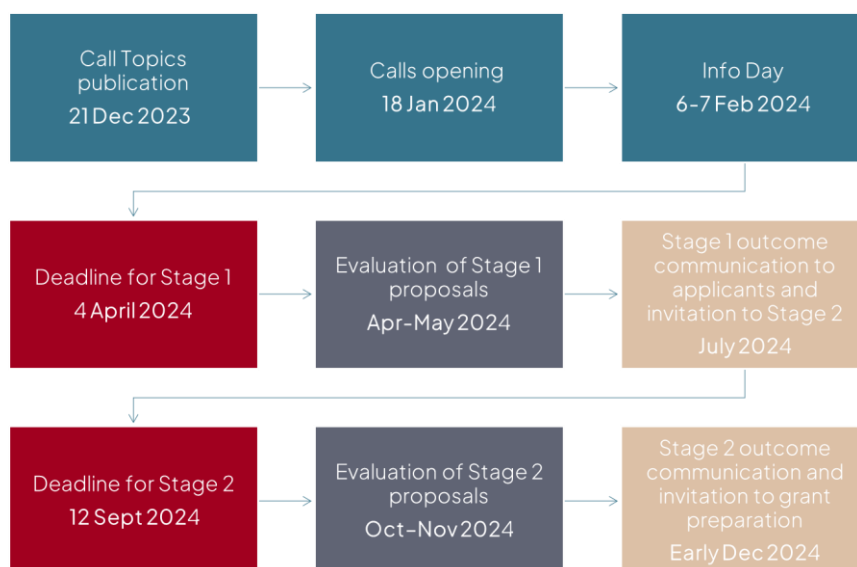 Call Topics
publication
21 Dec 2023
Calls opening
18 Jan 2024
Info Day
6-7 Feb 2024
Deadline for Stage 1
4 April 2024
Evaluation of Stage 1
proposals
Apr-May 2024
Stage 1 outcome
communication to
applicants and
invitation to Stage 2
July 2024
Deadline for Stage 2
12 Sept 2024
Evaluation of Stage 2
proposals
Oct–Nov 2024
Stage 2 outcome
communication and
invitation to grant
preparation
Early Dec 2024